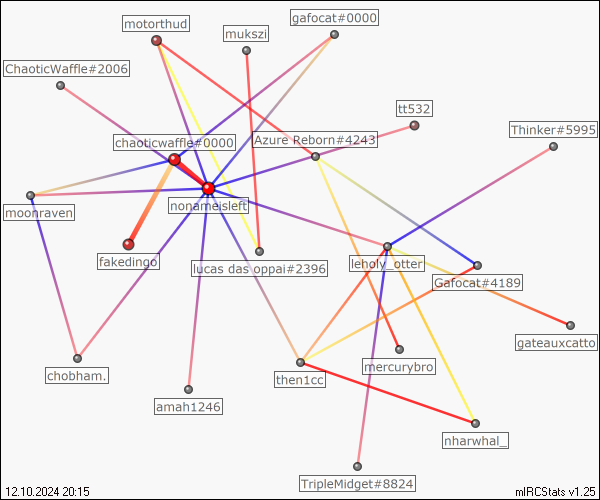 gafocat#0000
motorthud
mukszi
ChaoticWaffle#2006
tt532
Thinker#5995
chaoticwaffle#0000
Azure Reborn#4243
moonraven
nonameisleft
fakedingo
lucas das oppai#2396
leholy_otter
Gafocat#4189
gateauxcatto
chobham.
then1cc
mercurybro
amah1246
nharwhal_
TripleMidget#8824
12.10.2024 20:15
mIRCStats v1.25